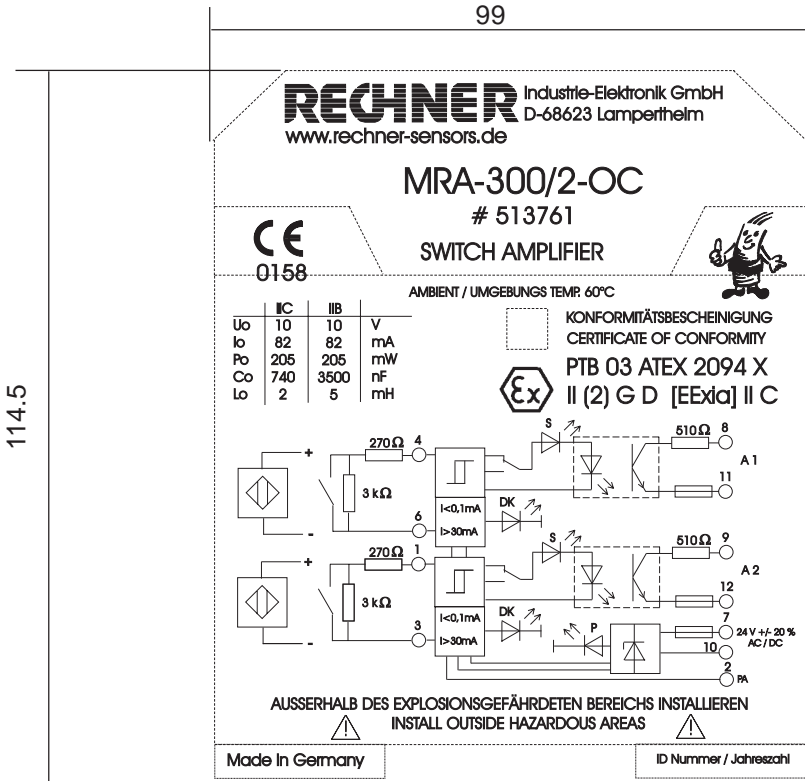 99
114.5
RECHNER Industrie-Elektronik GmbH
D-68623 Lampertheim
www.rechner-sensors.de
MRA-300/2-OC
# 513761
CE
0158
SWITCH AMPLIFIER
AMBIENT / UMGEBUNGS TEMP. 60°C
IIC IIB
Uo 10 10 V
Io 82 82 mA
Po 205 205 mW
Co 740 3500 nF
Lo 2 5 mH
KONFORMITÄTSBESCHEINIGUNG
CERTIFICATE OF CONFORMITY
PTB 03 ATEX 2094 X
Ex II (2) G D [EExia] II C
+ 270Ω 4 S 510Ω 8
3 kΩ A 1
11
- 6 I<0,1mA DK
I>30mA
+ 270Ω 1 S 510Ω 9
3 kΩ A 2
12
- 3 I<0,1mA DK P 7
I>30mA 24 V +/- 20 %
10 AC / DC
2
PA
AUSSERHALB DES EXPLOSIONSGEFÄHRDETEN BEREICHS INSTALLIEREN
! INSTALL OUTSIDE HAZARDOUS AREAS !
Made in Germany
ID Nummer / Jahreszahl